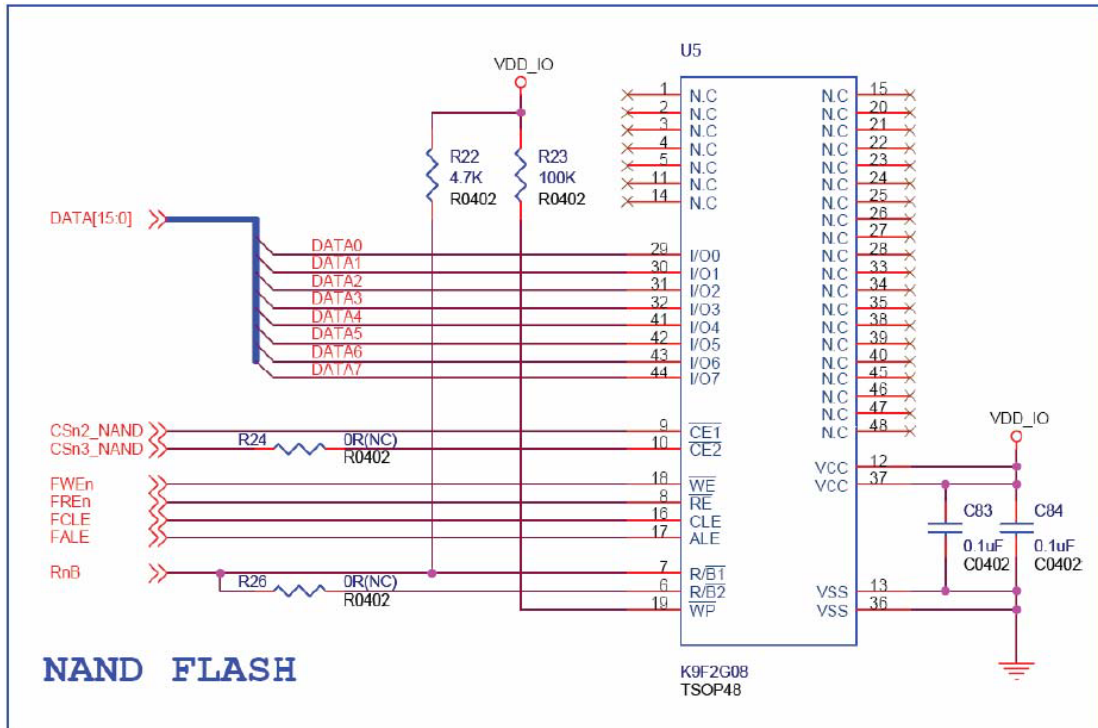 U5
VDD_IO
1 N.C N.C 15
2 N.C N.C 20
3 N.C N.C 21
4 N.C N.C 22
5 N.C N.C 23
11 N.C N.C 24
14 N.C N.C 25
N.C 26
N.C 27
N.C 28
N.C 33
N.C 34
N.C 35
N.C 38
N.C 39
N.C 40
N.C 45
N.C 46
N.C 47
N.C 48
R22
4.7K
R0402
R23
100K
R0402
DATA[15:0]
DATA0 29 I/O0
DATA1 30 I/O1
DATA2 31 I/O2
DATA3 32 I/O3
DATA4 41 I/O4
DATA5 42 I/O5
DATA6 43 I/O6
DATA7 44 I/O7
CSn2_NAND 9 CE1
CSn3_NAND R24 0R(NC) 10 CE2
R0402
FWEn 18 WE
FREn 8 RE
FCLE 16 CLE
FALE 17 ALE
RnB 7 R/B1
R26 0R(NC) 6 R/B2
R0402
19 WP
VDD_IO
VCC 12
VCC 37
C83
0.1uF
C0402
C84
0.1uF
C0402
VSS 13
VSS 36
NAND FLASH
K9F2G08
TSOP48